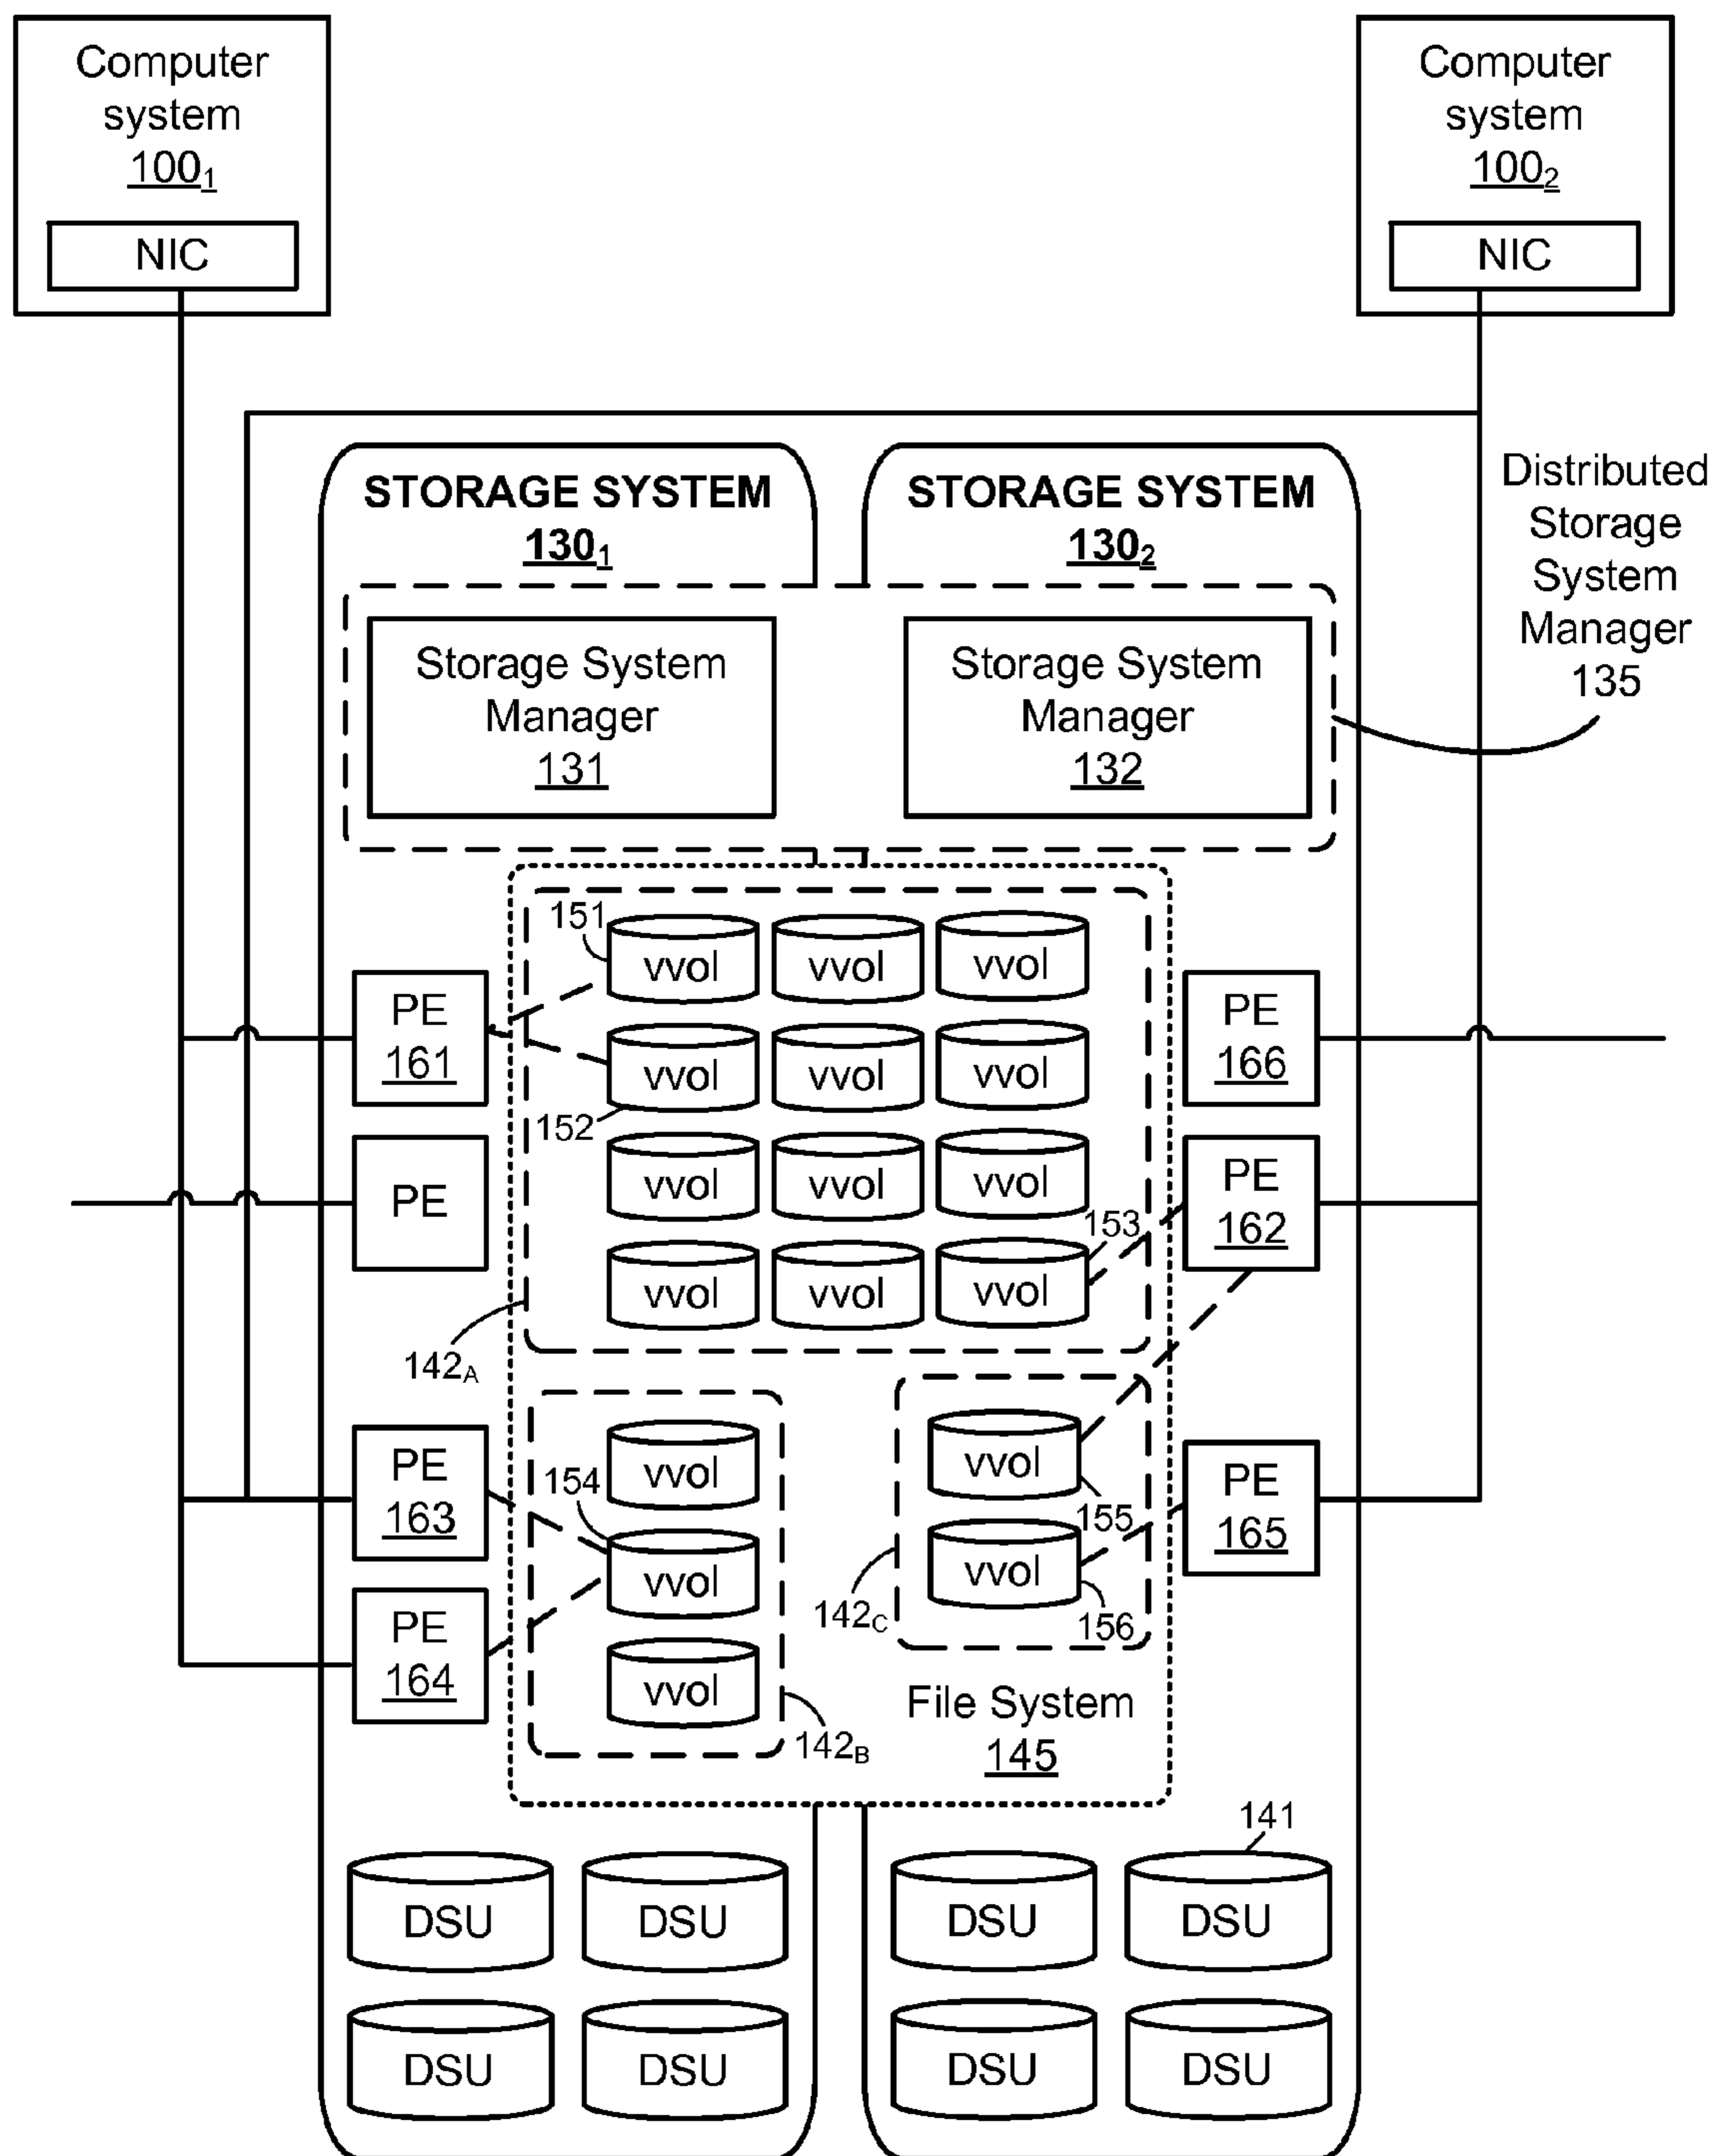 Computer
system
100₁
NIC
Computer
system
100₂
NIC
Distributed
Storage
System
Manager
135
STORAGE SYSTEM
130₁
STORAGE SYSTEM
130₂
Storage System
Manager
131
Storage System
Manager
132
151
vvol vvol vvol
152
vvol vvol vvol
vvol vvol vvol
153
vvol vvol vvol
142A
PE
161
PE
PE
166
PE
162
PE
163
PE
164
154
vvol
vvol
vvol
142B
vvol
155
vvol
156
142C
PE
165
File System
145
141
DSU DSU DSU DSU
DSU DSU DSU DSU